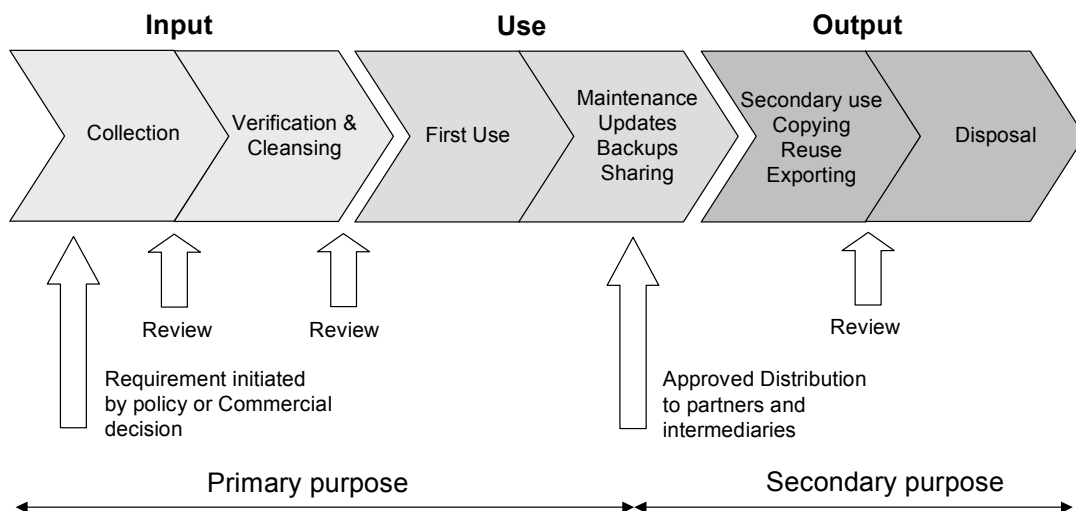 Input
Use
Output
Collection
Verification &
Cleansing
First Use
Maintenance
Updates
Backups
Sharing
Secondary use
Copying
Reuse
Exporting
Disposal
Review
Review
Review
Requirement initiated
by policy or Commercial
decision
Approved Distribution
to partners and
intermediaries
Primary purpose
Secondary purpose